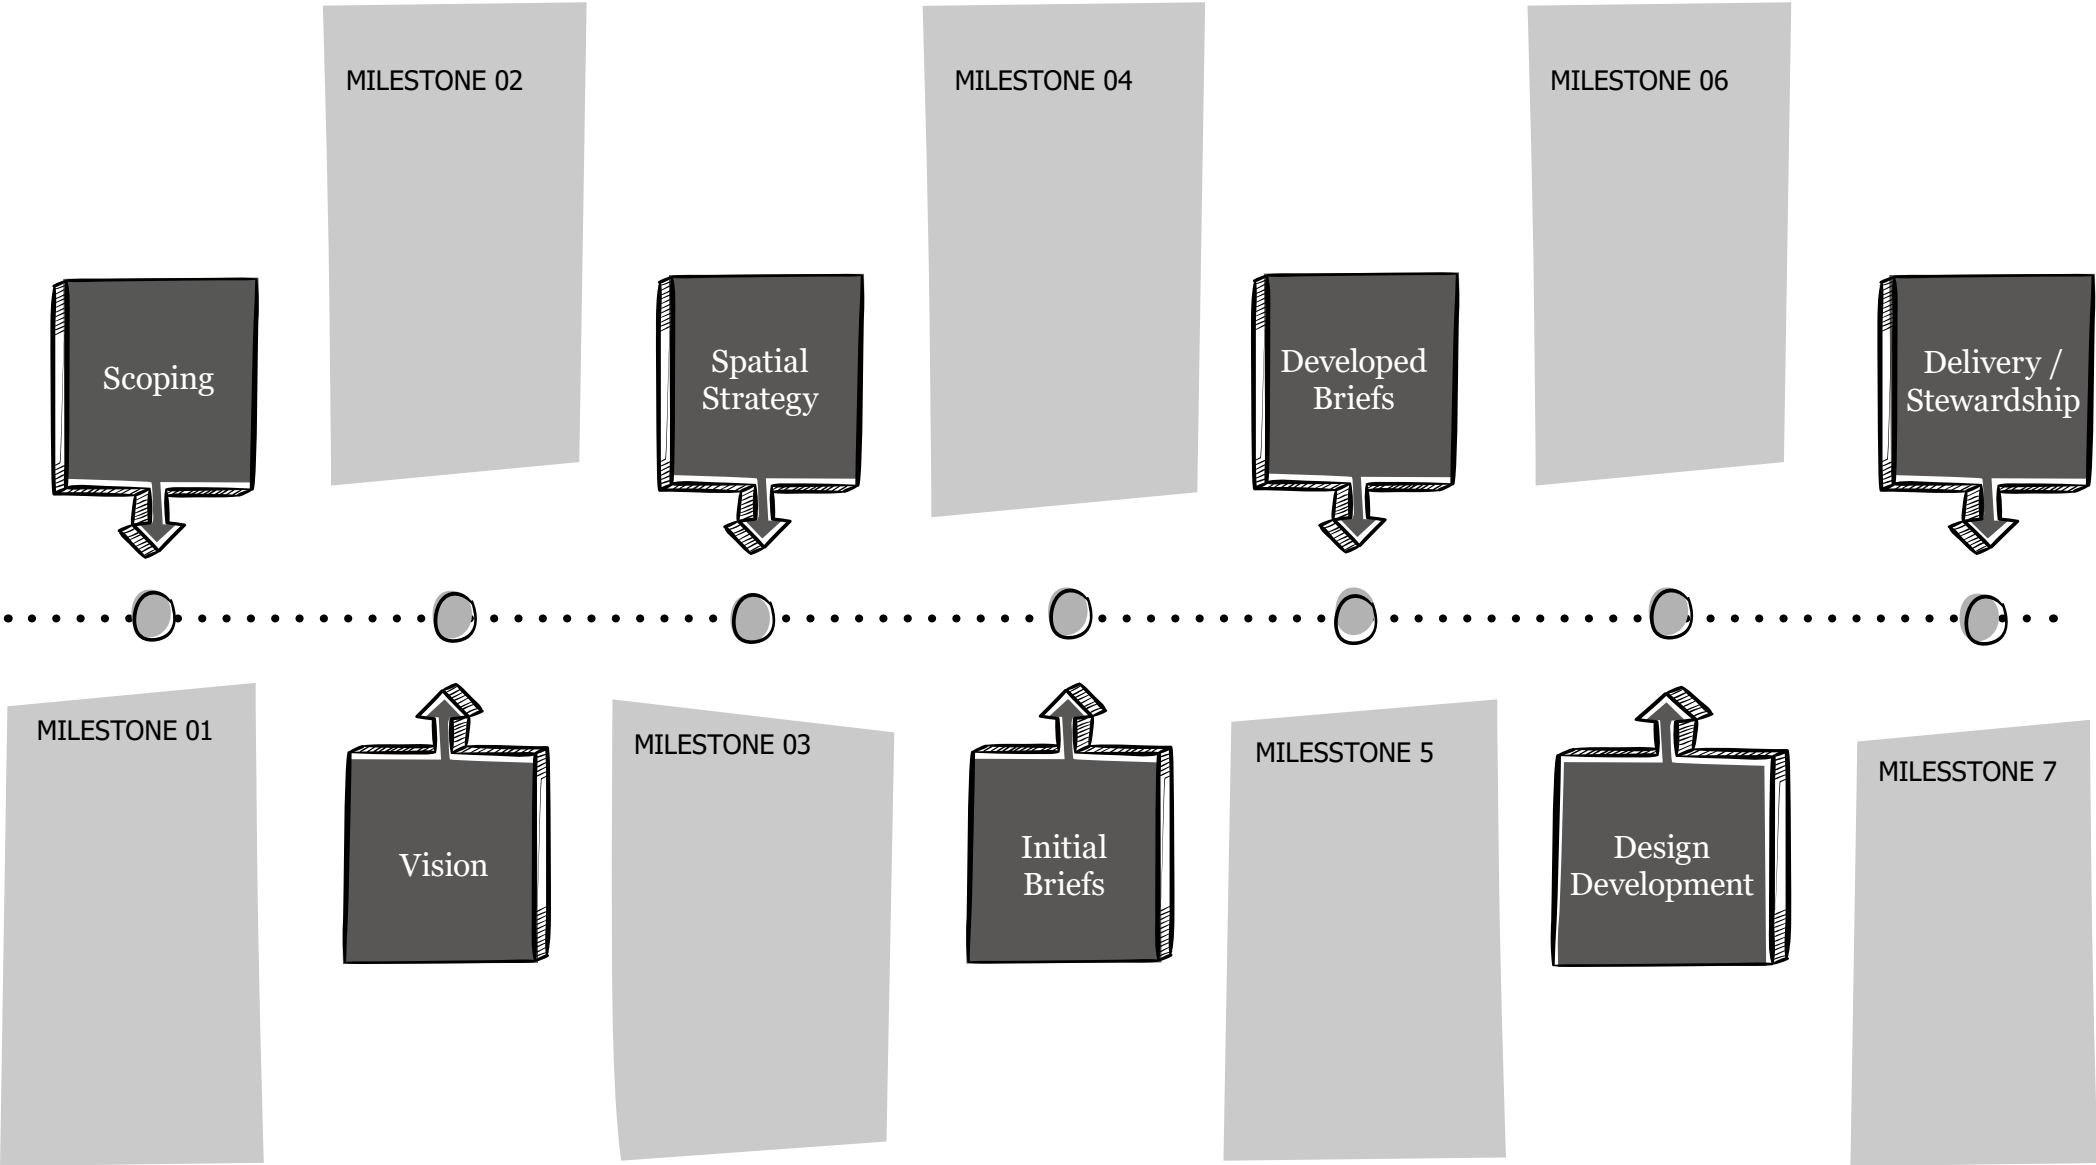 MILESTONE 02
MILESTONE 04
MILESTONE 06
Scoping
Spatial
Strategy
Developed
Briefs
Delivery /
Stewardship
MILESTONE 01
Vision
MILESTONE 03
Initial
Briefs
MILESSTONE 5
Design
Development
MILESSTONE 7